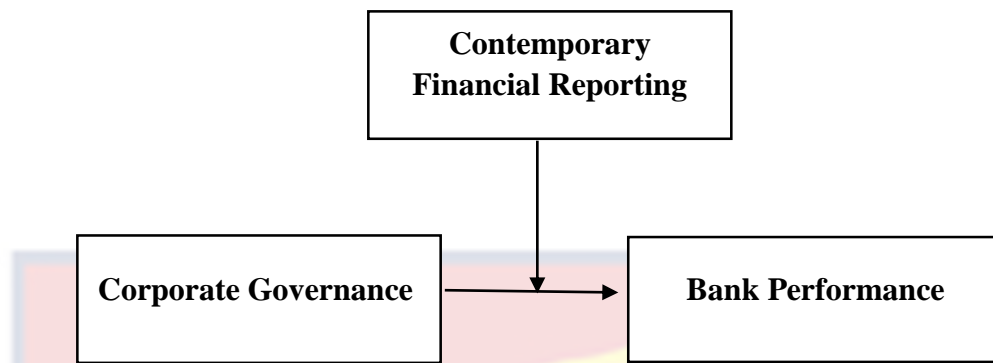 Contemporary
Financial Reporting
Corporate Governance
Bank Performance